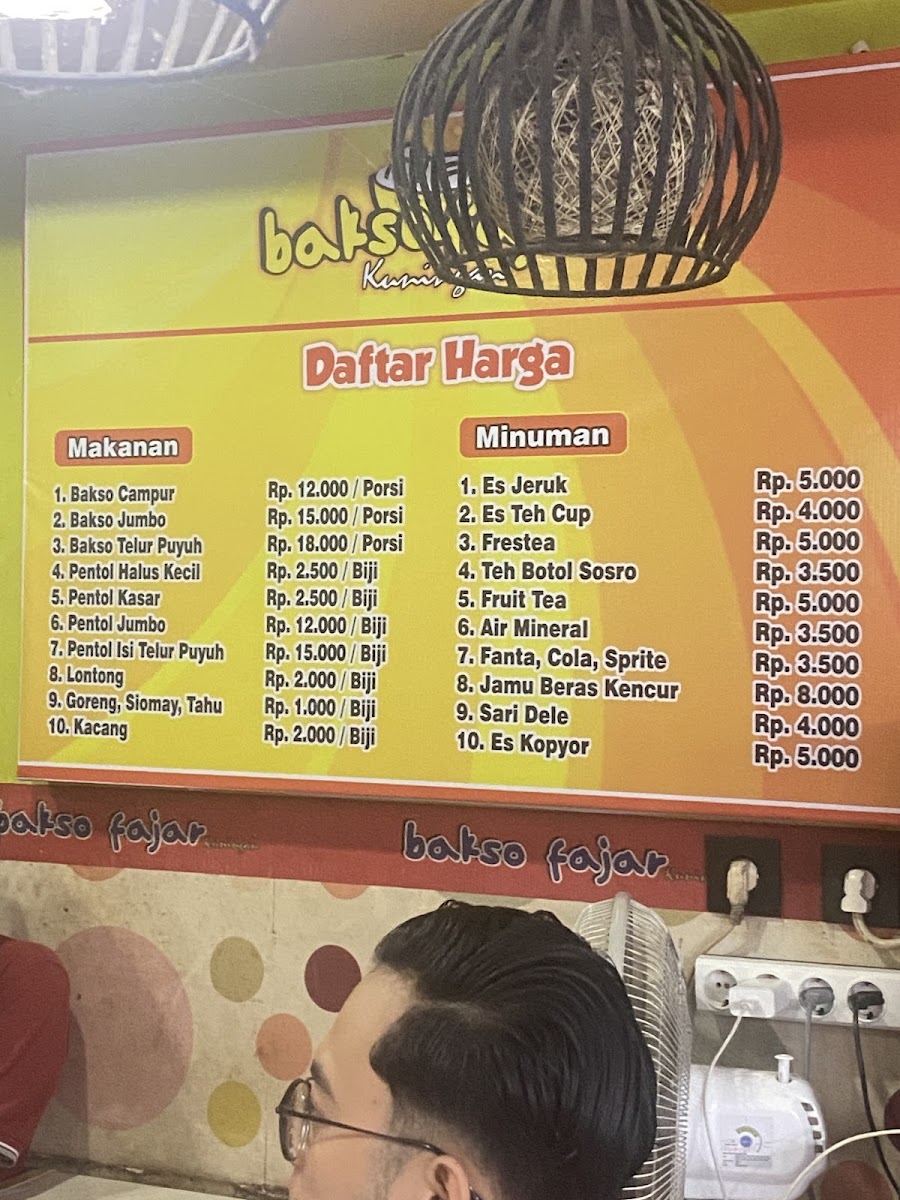 Kuningan
Daftar Harga
Makanan
1. Bakso Campur Rp. 12.000 / Porsi
2. Bakso Jumbo Rp. 15.000 / Porsi
3. Bakso Telur Puyuh Rp. 18.000 / Porsi
4. Pentol Halus Kecil Rp. 2.500 / Biji
5. Pentol Kasar Rp. 2.500 / Biji
6. Pentol Jumbo Rp. 12.000 / Biji
7. Pentol Isi Telur Puyuh Rp. 15.000 / Biji
8. Lontong Rp. 2.000 / Biji
9. Goreng, Siomay, Tahu Rp. 1.000 / Biji
10. Kacang Rp. 2.000 / Biji
Minuman
1. Es Jeruk Rp. 5.000
2. Es Teh Cup Rp. 4.000
3. Frestea Rp. 5.000
4. Teh Botol Sosro Rp. 3.500
5. Fruit Tea Rp. 5.000
6. Air Mineral Rp. 3.500
7. Fanta, Cola, Sprite Rp. 3.500
8. Jamu Beras Kencur Rp. 8.000
9. Sari Dele Rp. 4.000
10. Es Kopyor Rp. 5.000
bakso fajar kuningan
bakso fajar